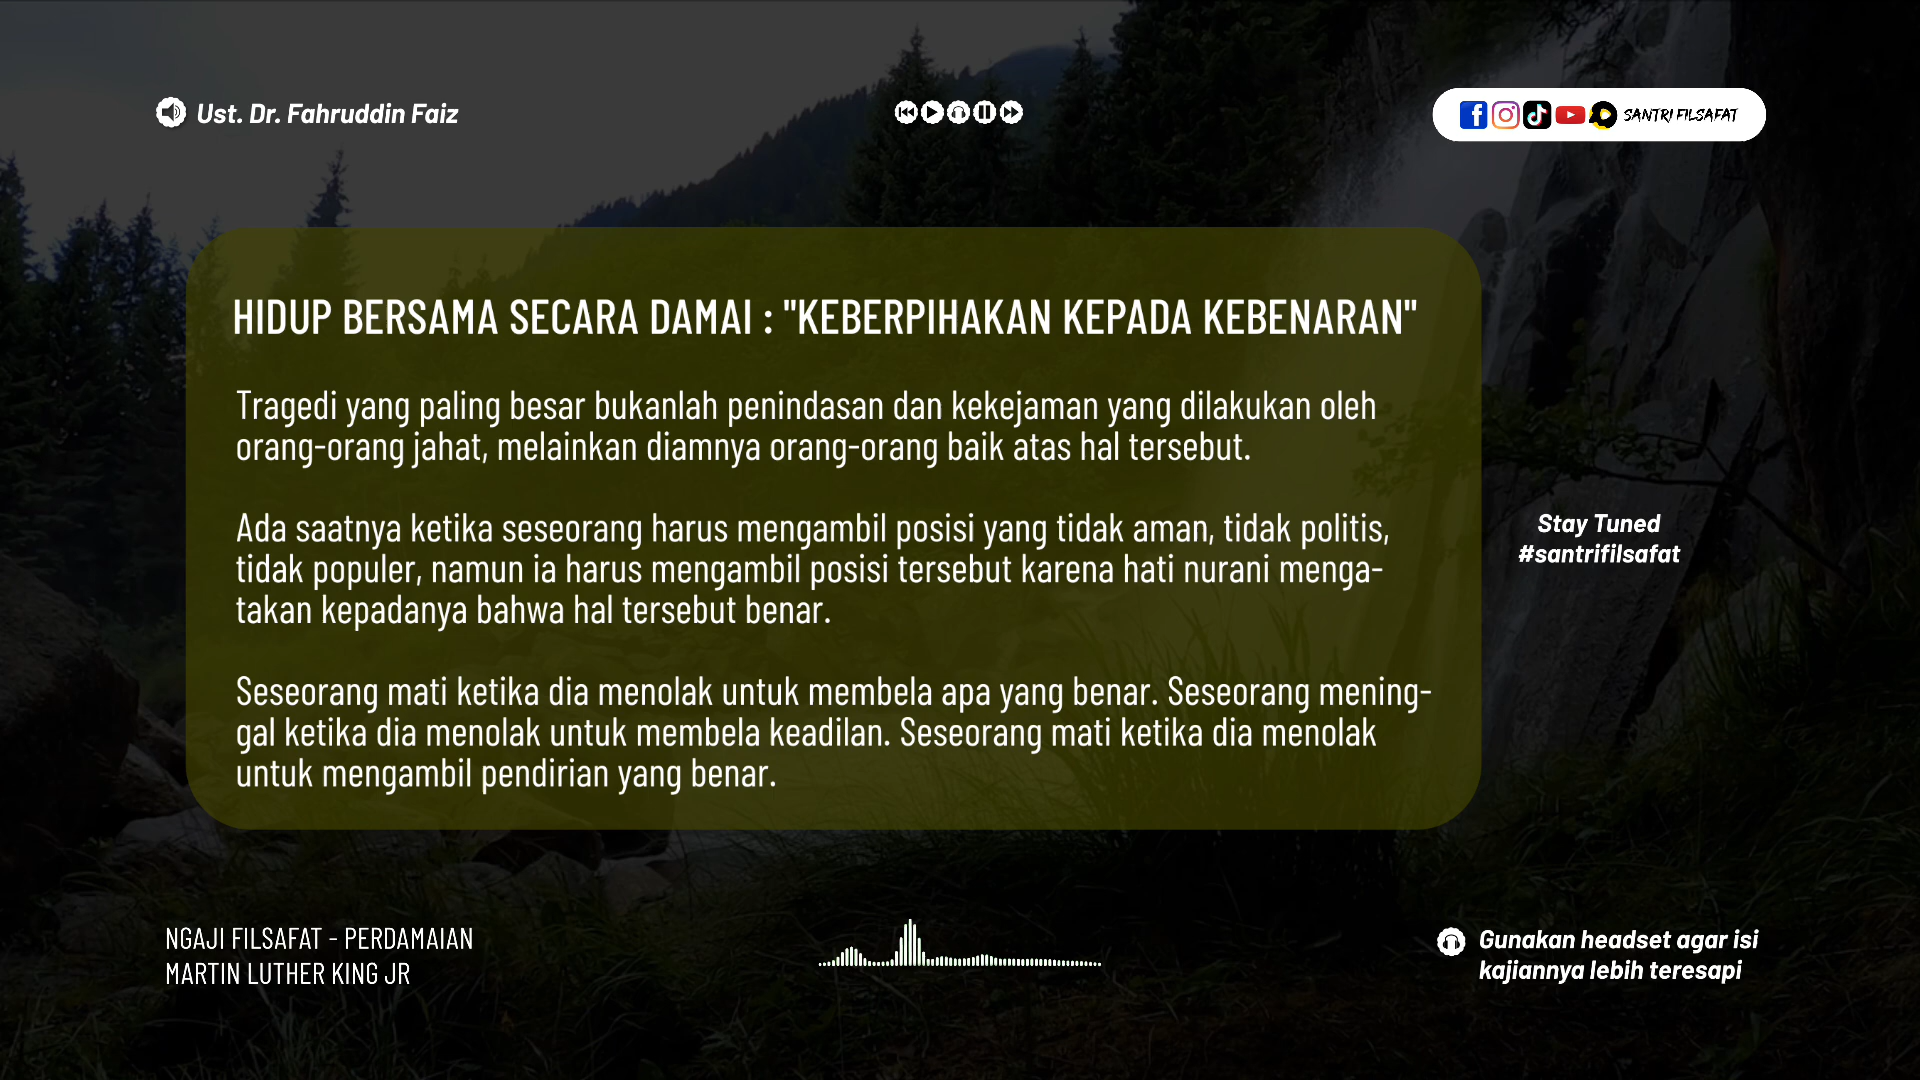 Ust. Dr. Fahruddin Faiz
SANTRI FILSAFAT
HIDUP BERSAMA SECARA DAMAI : "KEBERPIHAKAN KEPADA KEBENARAN"
Tragedi yang paling besar bukanlah penindasan dan kekejaman yang dilakukan oleh
orang-orang jahat, melainkan diamnya orang-orang baik atas hal tersebut.
Ada saatnya ketika seseorang harus mengambil posisi yang tidak aman, tidak politis,
tidak populer, namun ia harus mengambil posisi tersebut karena hati nurani menga-
takan kepadanya bahwa hal tersebut benar.
Seseorang mati ketika dia menolak untuk membela apa yang benar. Seseorang mening-
gal ketika dia menolak untuk membela keadilan. Seseorang mati ketika dia menolak
untuk mengambil pendirian yang benar.
Stay Tuned
#santrifilsafat
NGAJI FILSAFAT - PERDAMAIAN
MARTIN LUTHER KING JR
Gunakan headset agar isi
kajiannya lebih teresapi